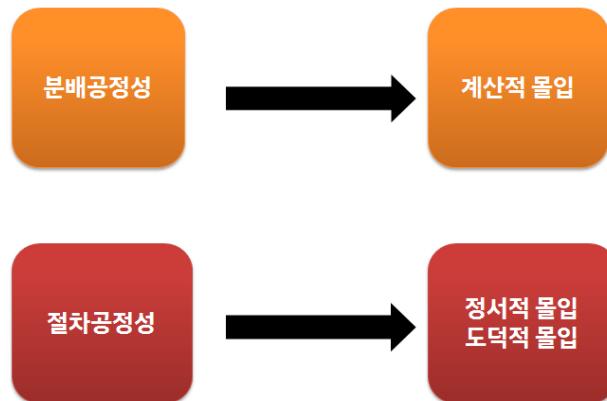 분배공정성
계산적 몰입
절차공정성
정서적 몰입
도덕적 몰입